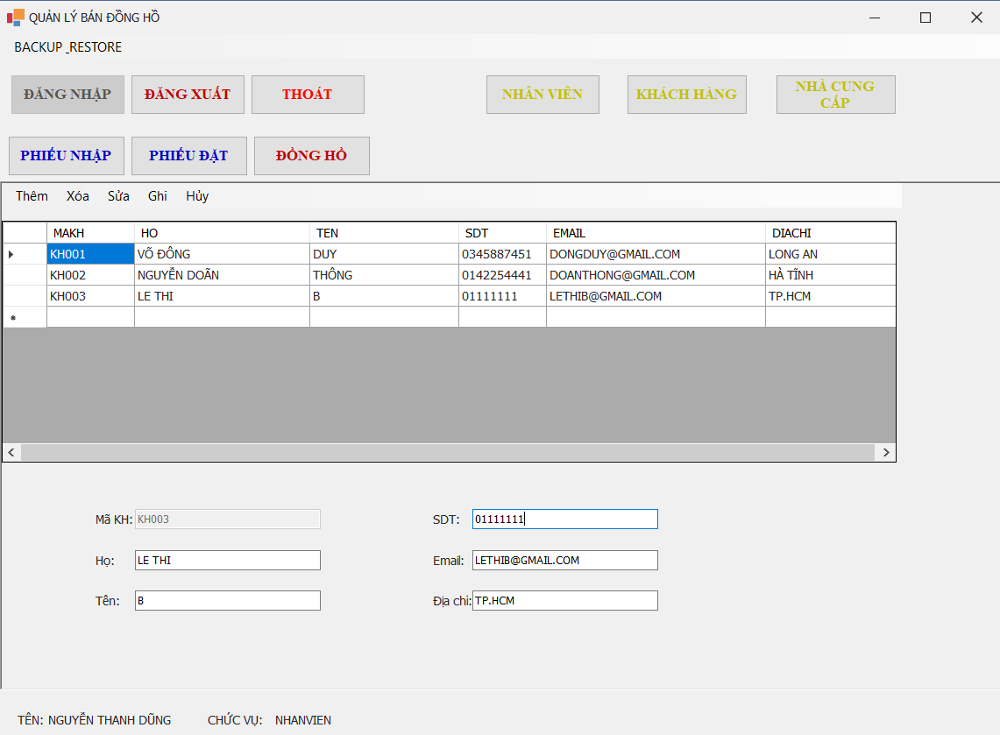 QUẢN LÝ BÁN ĐỒNG HỒ
BACKUP_RESTORE
ĐĂNG NHẬP ĐĂNG XUẤT THOÁT NHÂN VIÊN KHÁCH HÀNG NHÀ CUNG CẤP
PHIẾU NHẬP PHIẾU ĐẶT ĐỒNG HỒ
Thêm Xóa Sửa Ghi Hủy
MAKH HO TEN SDT EMAIL DIACHI
KH001 VÕ ĐÔNG DUY 0345887451 DONGDUY@GMAIL.COM LONG AN
KH002 NGUYỄN DOÃN THÔNG 0142254441 DOANTHONG@GMAIL.COM HÀ TĨNH
KH003 LE THI B 01111111 LETHIB@GMAIL.COM TP.HCM
Mã KH: KH003 SDT: 01111111
Họ: LE THI Email: LETHIB@GMAIL.COM
Tên: B Địa chỉ: TP.HCM
TÊN: NGUYỄN THANH DŨNG CHỨC VỤ: NHANVIEN